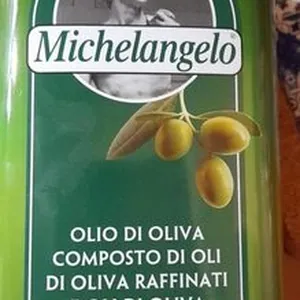 Michelangelo®
OLIO DI OLIVA
COMPOSTO DI OLI
DI OLIVA RAFFINATI